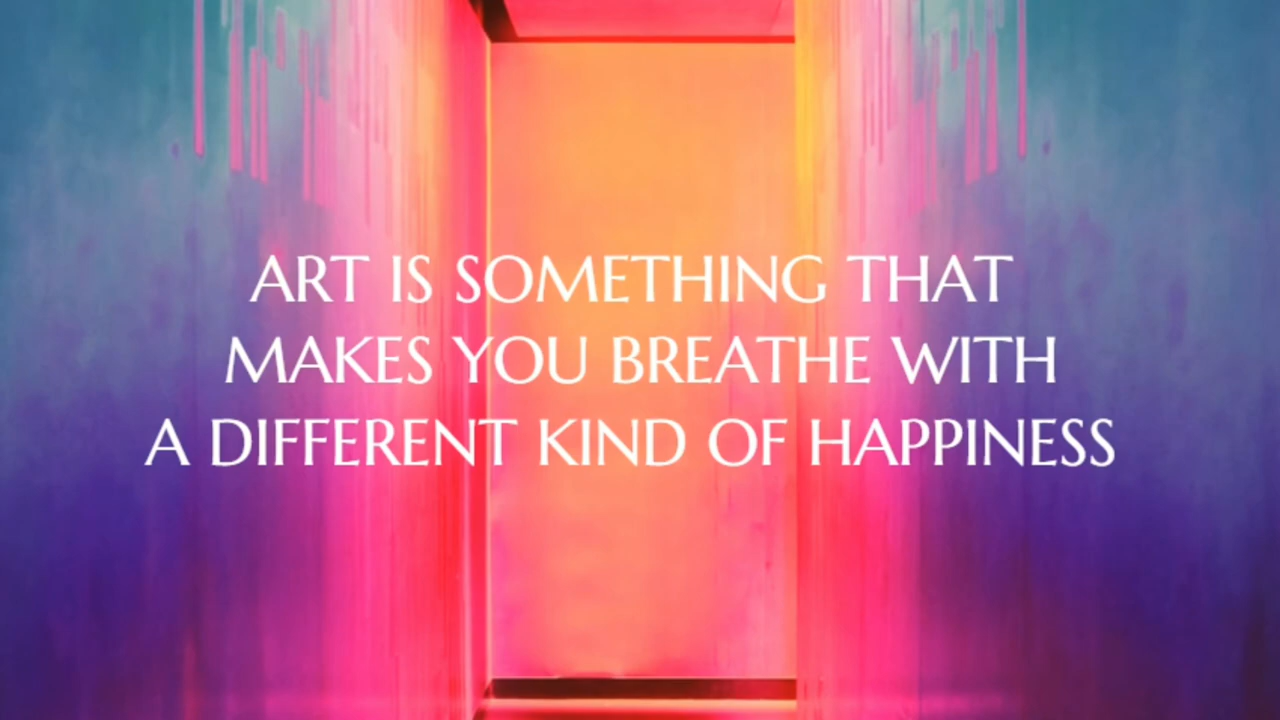 ART IS SOMETHING THAT
MAKES YOU BREATHE WITH
A DIFFERENT KIND OF HAPPINESS